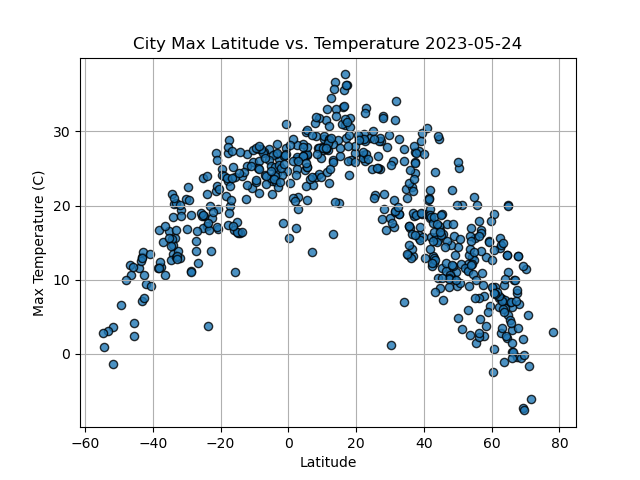 City Max Latitude vs. Temperature 2023-05-24
Max Temperature (C)
30
20
10
0
−60 −40 −20 0 20 40 60 80
Latitude